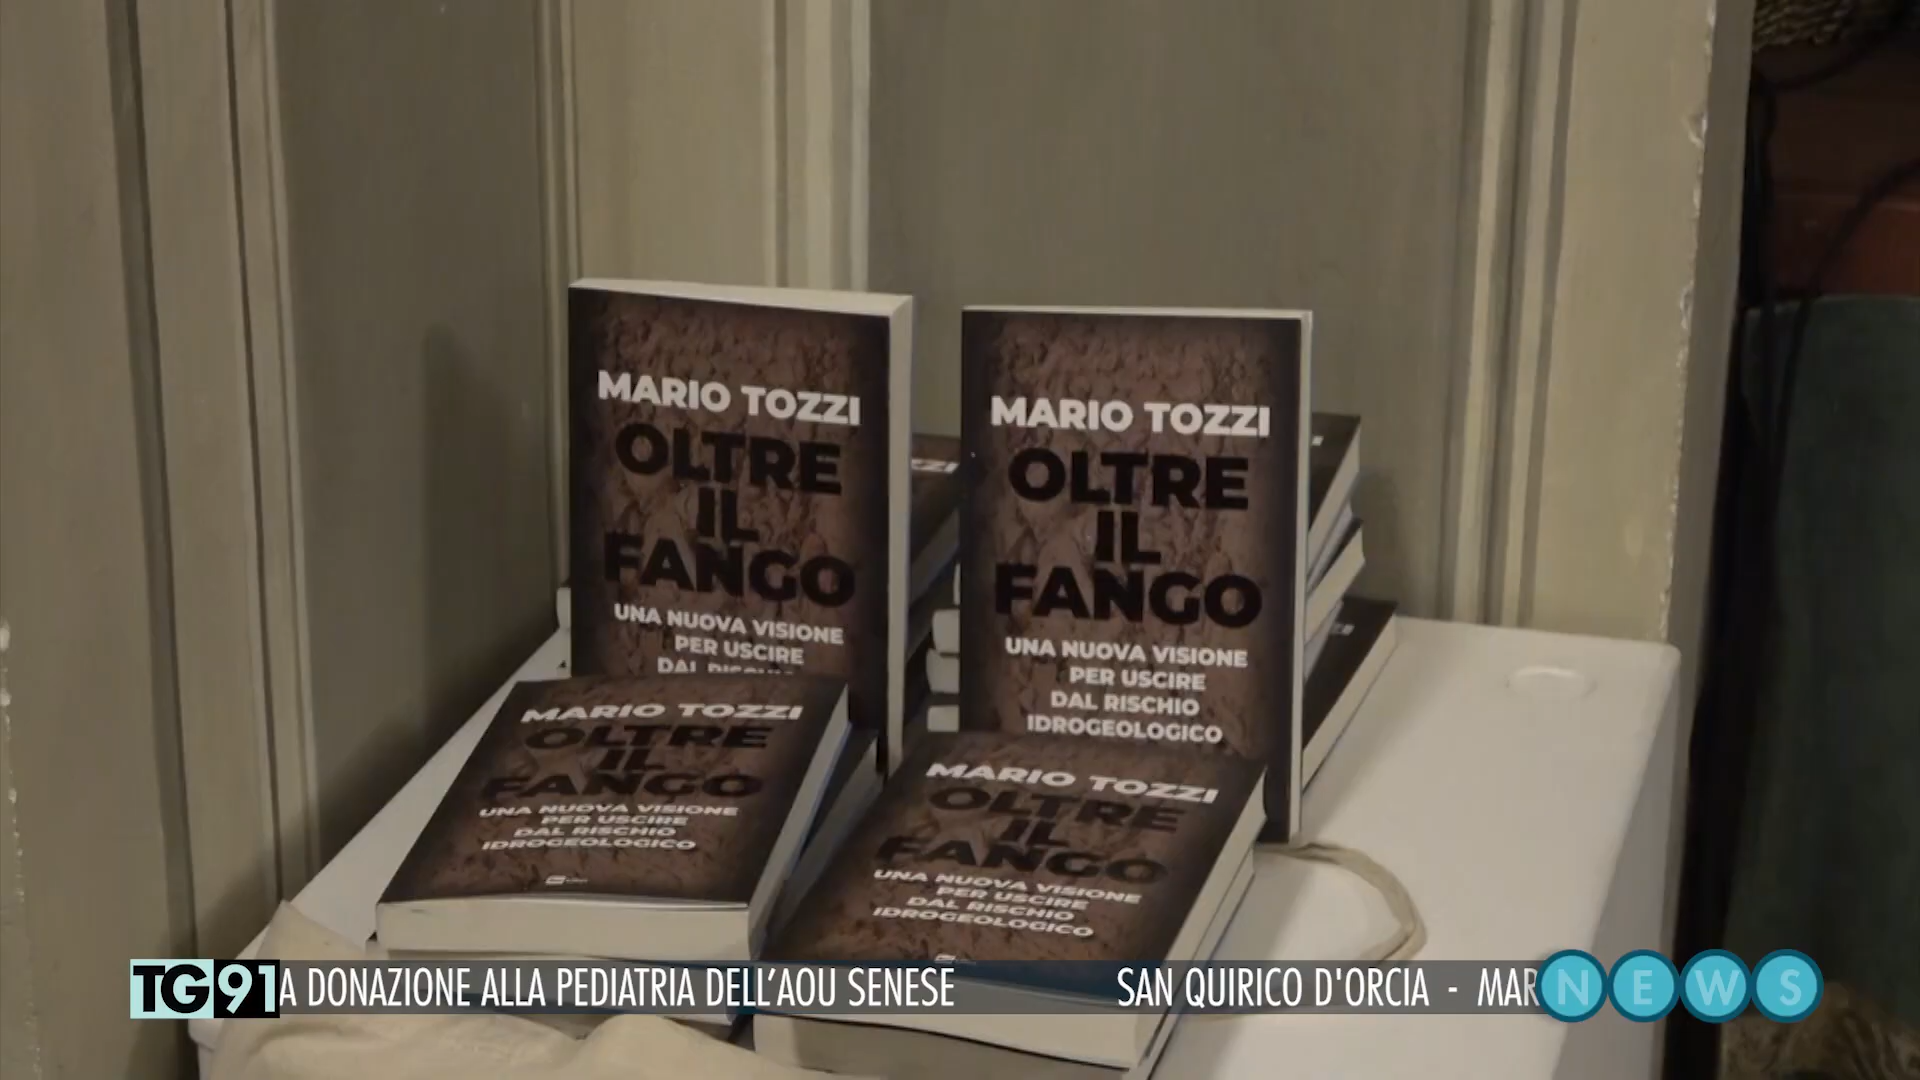 MARIO TOZZI
OLTRE
IL
FANGO
UNA NUOVA VISIONE
PER USCIRE
DAL RISCHIO
MARIO TOZZI
OLTRE
IL
FANGO
UNA NUOVA VISIONE
PER USCIRE
DAL RISCHIO
IDROGEOLOGICO
MARIO TOZZI
OLTRE
IL
FANGO
UNA NUOVA VISIONE
PER USCIRE
DAL RISCHIO
IDROGEOLOGICO
MARIO TOZZI
OLTRE
IL
FANGO
UNA NUOVA VISIONE
PER USCIRE
DAL RISCHIO
IDROGEOLOGICO
TG91 A DONAZIONE ALLA PEDIATRIA DELL’AOU SENESE SAN QUIRICO D'ORCIA - MAR NEWS